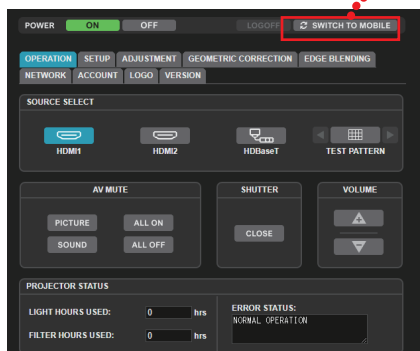 POWER ON OFF LOGOFF SWITCH TO MOBILE
OPERATION SETUP ADJUSTMENT GEOMETRIC CORRECTION EDGE BLENDING
NETWORK ACCOUNT LOGO VERSION
SOURCE SELECT
HDMI1 HDMI2 HDBaseT TEST PATTERN
AV MUTE SHUTTER VOLUME
PICTURE ALL ON
CLOSE
SOUND ALL OFF
PROJECTOR STATUS
LIGHT HOURS USED: 0 hrs ERROR STATUS:
NORMAL OPERATION
FILTER HOURS USED: 0 hrs